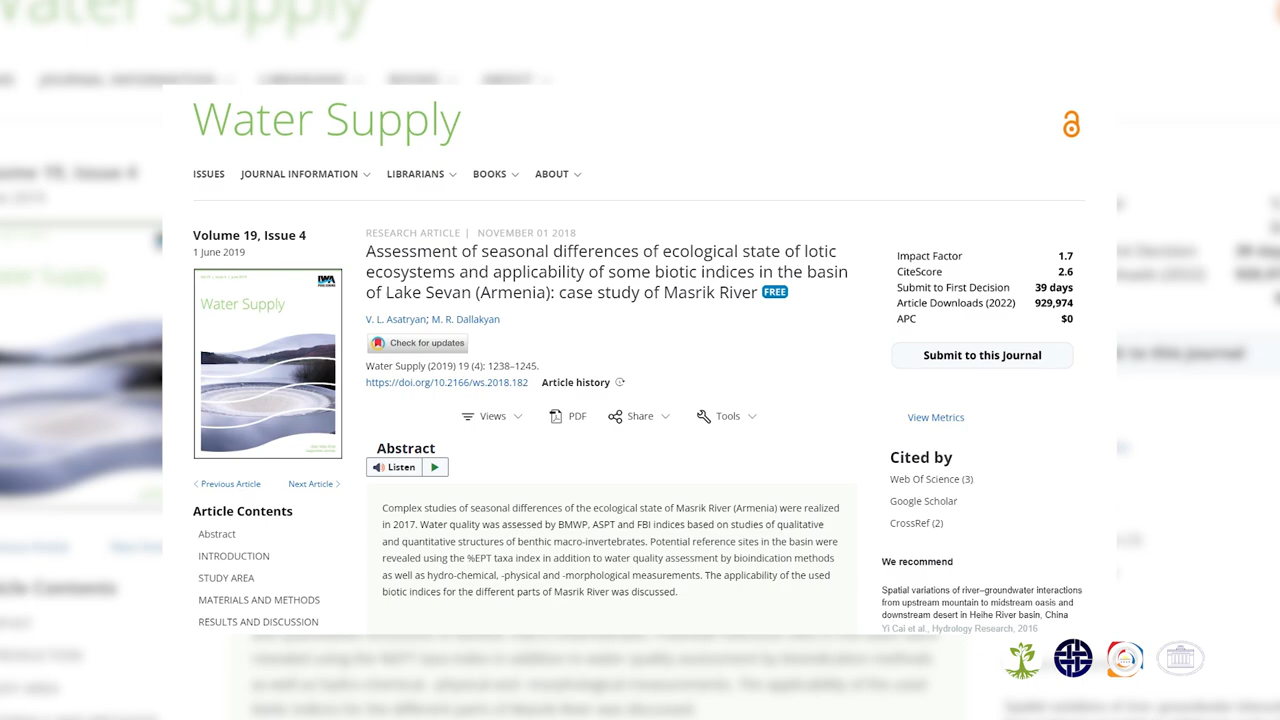 Water Supply
ISSUES JOURNAL INFORMATION LIBRARIANS BOOKS ABOUT
Volume 19, Issue 4
1 June 2019
IWA
Water Supply
Previous Article Next Article
Article Contents
Abstract
INTRODUCTION
STUDY AREA
MATERIALS AND METHODS
RESULTS AND DISCUSSION
RESEARCH ARTICLE | NOVEMBER 01 2018
Assessment of seasonal differences of ecological state of lotic
ecosystems and applicability of some biotic indices in the basin
of Lake Sevan (Armenia): case study of Masrik River FREE
V. L. Asatryan; M. R. Dallakyan
Check for updates
Water Supply (2019) 19 (4): 1238–1245.
https://doi.org/10.2166/ws.2018.182 Article history
Views PDF Share Tools
Abstract
Listen
Complex studies of seasonal differences of the ecological state of Masrik River (Armenia) were realized
in 2017. Water quality was assessed by BMWP, ASPT and FBI indices based on studies of qualitative
and quantitative structures of benthic macro-invertebrates. Potential reference sites in the basin were
revealed using the %EPT taxa index in addition to water quality assessment by bioindication methods
as well as hydro-chemical, -physical and -morphological measurements. The applicability of the used
biotic indices for the different parts of Masrik River was discussed.
Impact Factor 1.7
CiteScore 2.6
Submit to First Decision 39 days
Article Downloads (2022) 929,974
APC $0
Submit to this Journal
View Metrics
Cited by
Web Of Science (3)
Google Scholar
CrossRef (2)
We recommend
Spatial variations of river–groundwater interactions
from upstream mountain to midstream oasis and
downstream desert in Heihe River basin, China
Yi Cai et al., Hydrology Research, 2016